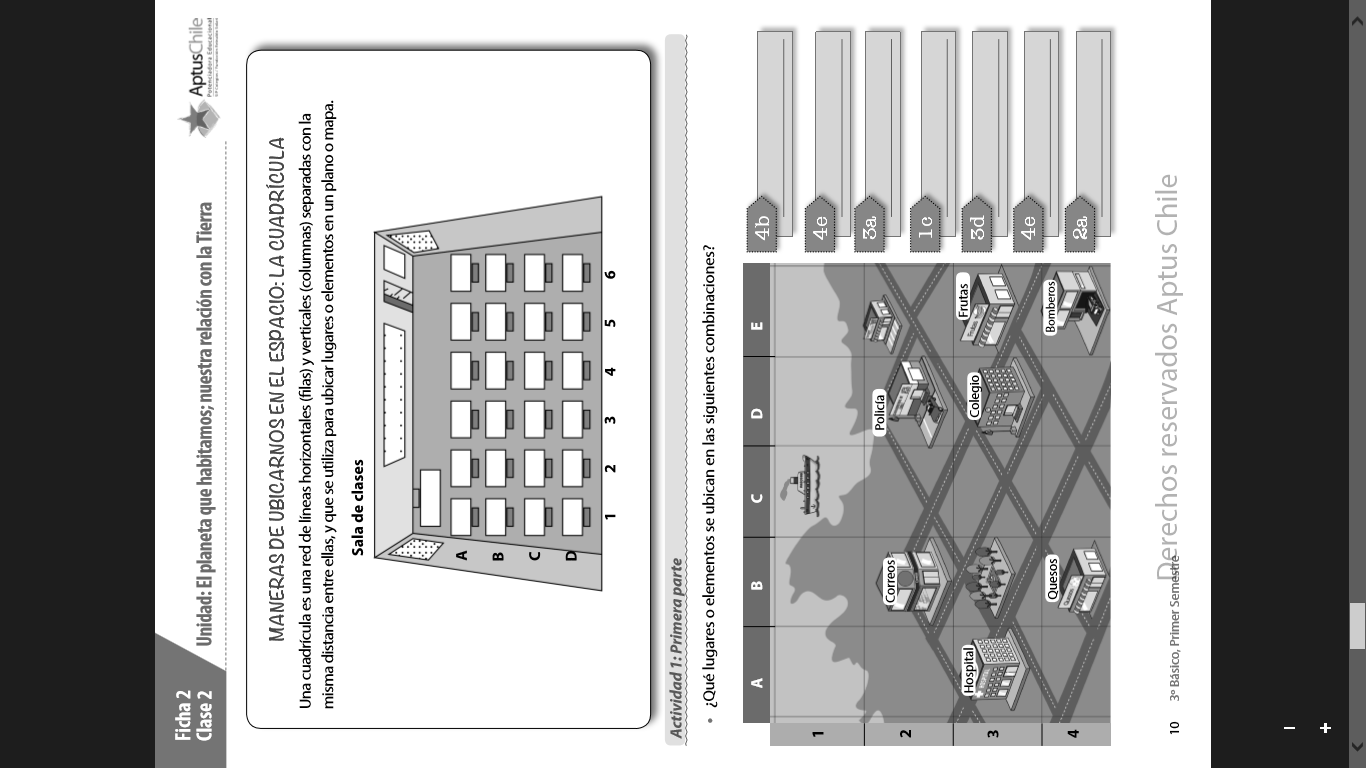 Ficha 2
Clase 2
Unidad: El planeta que habitamos; nuestra relación con la Tierra
AptusChile
Potenciadora Educacional
MANERAS DE UBICARNOS EN EL ESPACIO: LA CUADRÍCULA
Una cuadrícula es una red de líneas horizontales (filas) y verticales (columnas) separadas con la
misma distancia entre ellas, y que se utiliza para ubicar lugares o elementos en un plano o mapa.
Sala de clases
A
B
C
D
1 2 3 4 5 6
Actividad 1: Primera parte
• ¿Qué lugares o elementos se ubican en las siguientes combinaciones?
A B C D E
1
2
3
4
Correos
Policía
Hospital
Colegio
Frutas
Quesos
Bomberos
4b
4e
3a
1c
3d
4e
2a
10 3º Básico, Primer Semestre
Derechos reservados Aptus Chile